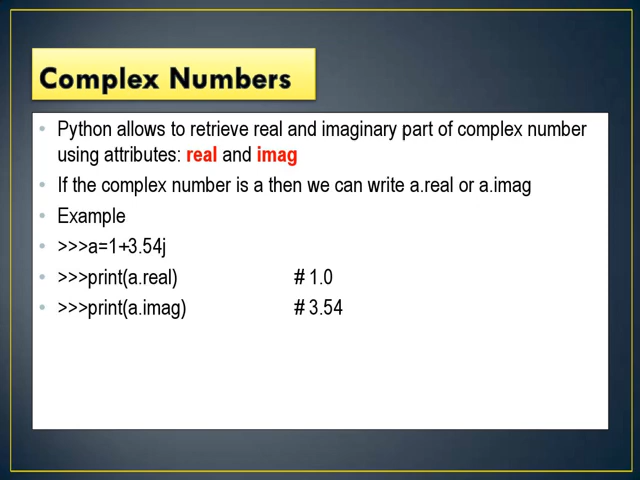 Complex Numbers
• Python allows to retrieve real and imaginary part of complex number
using attributes: real and imag
• If the complex number is a then we can write a.real or a.imag
• Example
• >>>a=1+3.54j
• >>>print(a.real) # 1.0
• >>>print(a.imag) # 3.54